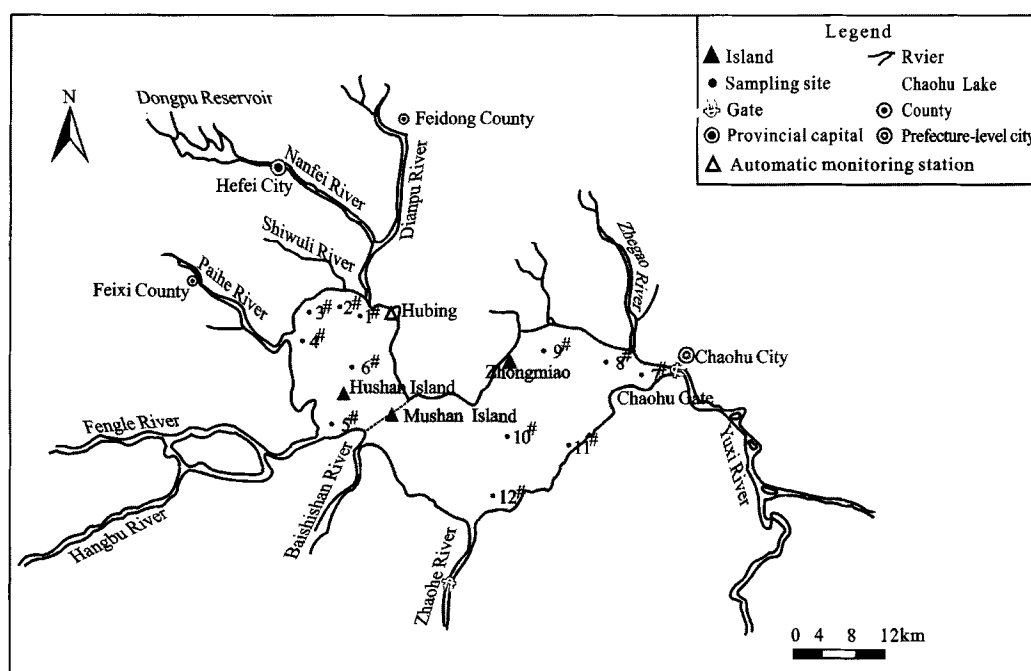 Legend
Island
Rvier
Sampling site
Chaohu Lake
Gate
County
Provincial capital
Prefecture-level city
Automatic monitoring station
N
Dongpu Reservoir
Feidong County
Nanfei River
Dianpu River
Hefei City
Shiwuli River
Zhegao River
Paihe River
Feixi County
3#
2#
1#
Hubing
4#
9#
8#
7#
Chaohu City
6#
Zhongmiao
Hushan Island
Chaohu Gate
Mushan Island
Fengle River
5#
10#
11#
Yuxi River
Baishishan River
12#
Hangbu River
Zhaohe River
0 4 8 12km